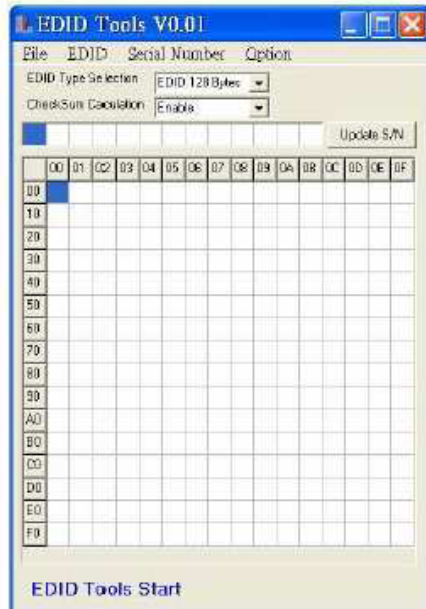 EDID Tools V0.01
File EDID Serial Number Option
EDID Type Selection EDID 128 Bytes
CheckSum Caculation Enable
Update S/N
00 01 02 03 04 05 06 07 08 09 0A 0B 0C 0D 0E 0F
00
10
20
30
40
50
60
70
80
90
A0
B0
C0
D0
E0
F0
EDID Tools Start